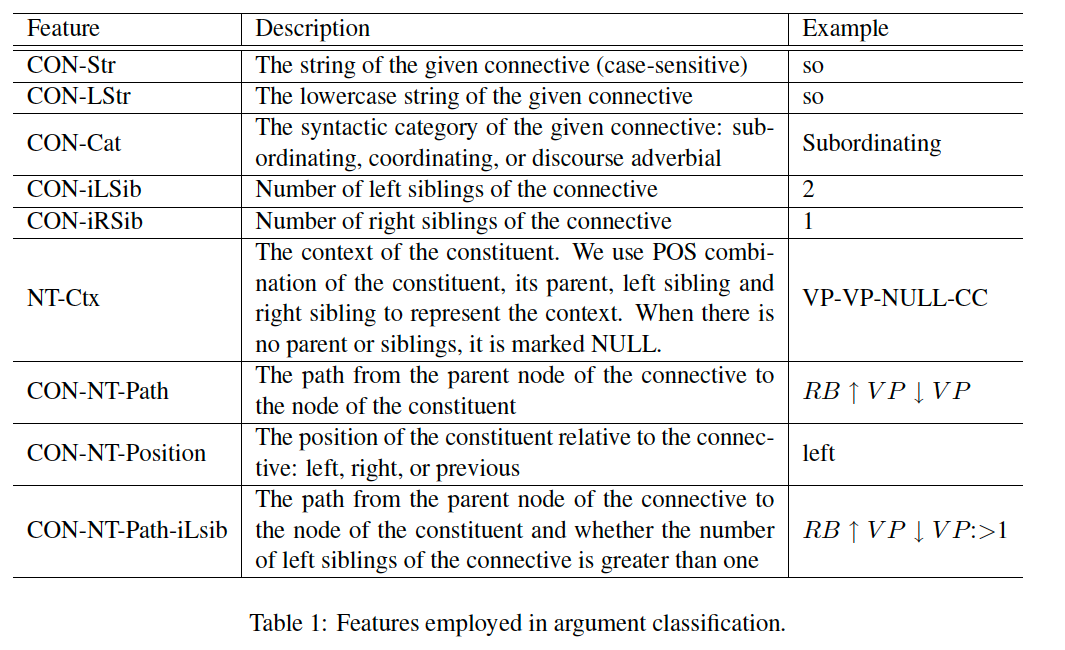 Feature Description Example
CON-Str The string of the given connective (case-sensitive) so
CON-LStr The lowercase string of the given connective so
CON-Cat The syntactic category of the given connective: sub-
ordinating, coordinating, or discourse adverbial Subordinating
CON-iLSib Number of left siblings of the connective 2
CON-iRSib Number of right siblings of the connective 1
NT-Ctx The context of the constituent. We use POS combi-
nation of the constituent, its parent, left sibling and
right sibling to represent the context. When there is
no parent or siblings, it is marked NULL. VP-VP-NULL-CC
CON-NT-Path The path from the parent node of the connective to
the node of the constituent RB ↑ VP ↓ VP
CON-NT-Position The position of the constituent relative to the connec-
tive: left, right, or previous left
CON-NT-Path-iLsib The path from the parent node of the connective to
the node of the constituent and whether the number
of left siblings of the connective is greater than one RB ↑ VP ↓ VP:>1
Table 1: Features employed in argument classification.